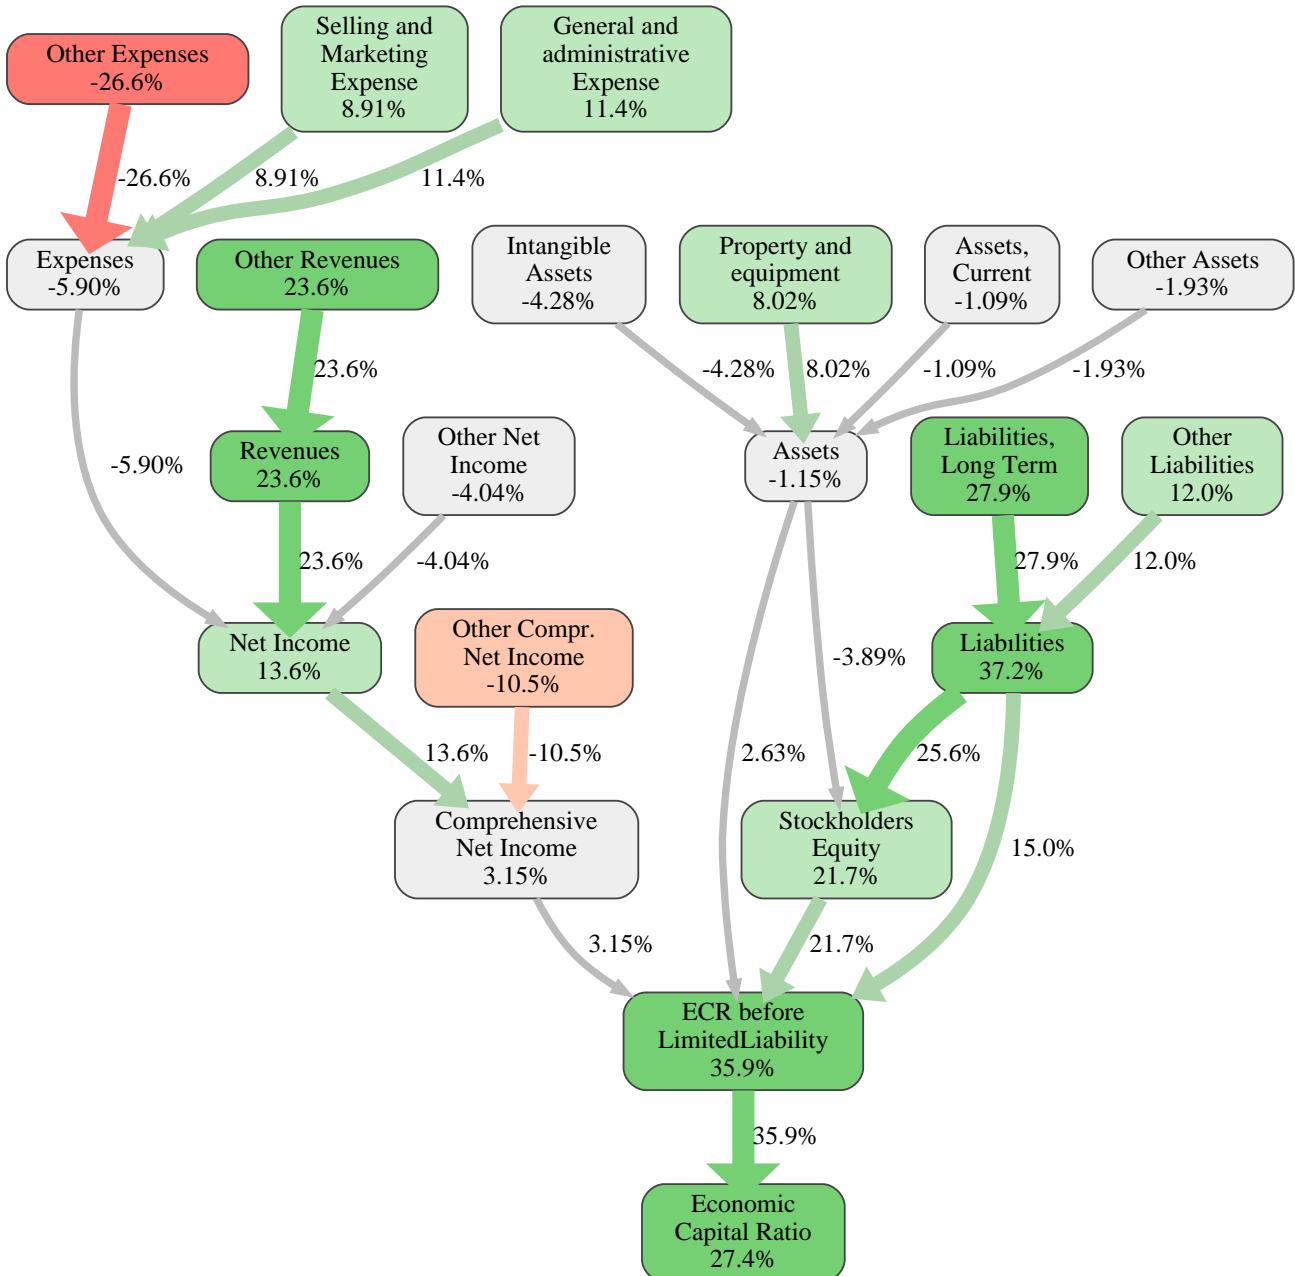 Other Expenses
-26.6%
Selling and
Marketing
Expense
8.91%
General and
administrative
Expense
11.4%
-26.6%
8.91%
11.4%
Expenses
-5.90%
Other Revenues
23.6%
Intangible
Assets
-4.28%
Property and
equipment
8.02%
Assets,
Current
-1.09%
Other Assets
-1.93%
23.6%
-4.28%
8.02%
-1.09%
-1.93%
-5.90%
Revenues
23.6%
Other Net
Income
-4.04%
Assets
-1.15%
Liabilities,
Long Term
27.9%
Other
Liabilities
12.0%
23.6%
-4.04%
27.9%
12.0%
Net Income
13.6%
Other Compr.
Net Income
-10.5%
-3.89%
Liabilities
37.2%
13.6%
-10.5%
2.63%
25.6%
15.0%
Comprehensive
Net Income
3.15%
Stockholders
Equity
21.7%
3.15%
21.7%
ECR before
LimitedLiability
35.9%
35.9%
Economic
Capital Ratio
27.4%